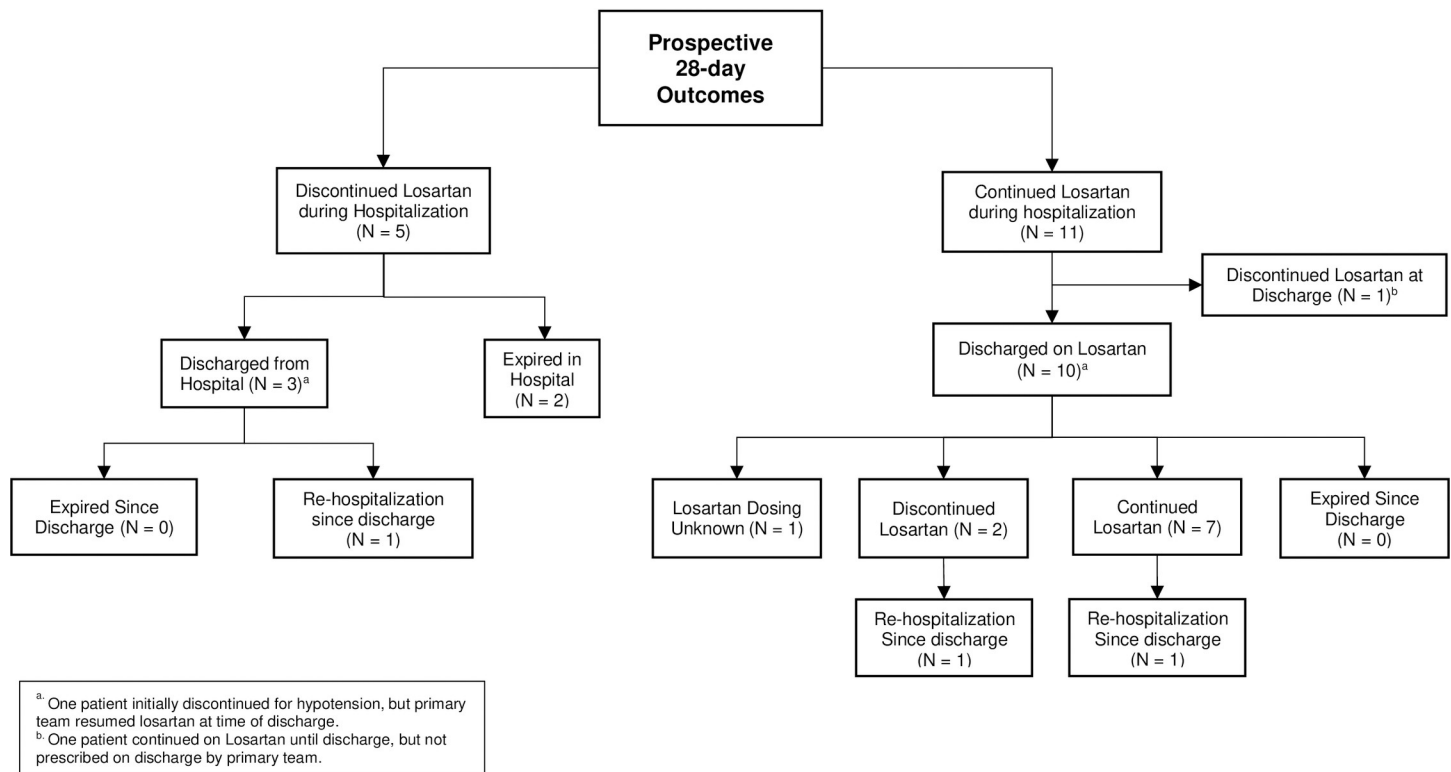 Prospective
28-day
Outcomes
Discontinued Losartan
during Hospitalization
(N = 5)
Continued Losartan
during hospitalization
(N = 11)
Discontinued Losartan at
Discharge (N = 1)b
Discharged from
Hospital (N = 3)a
Expired in
Hospital
(N = 2)
Discharged on Losartan
(N = 10)a
Expired Since
Discharge (N = 0)
Re-hospitalization
since discharge
(N = 1)
Losartan Dosing
Unknown (N = 1)
Discontinued
Losartan (N = 2)
Continued
Losartan (N = 7)
Expired Since
Discharge
(N = 0)
Re-hospitalization
Since discharge
(N = 1)
Re-hospitalization
Since discharge
(N = 1)
a. One patient initially discontinued for hypotension, but primary
team resumed losartan at time of discharge.
b. One patient continued on Losartan until discharge, but not
prescribed on discharge by primary team.